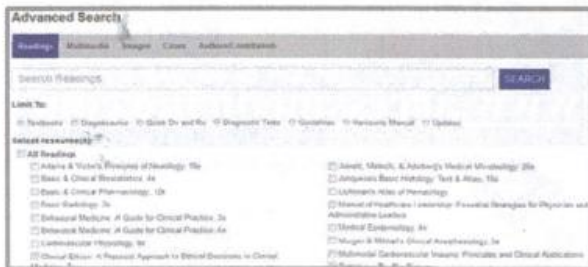 Advanced Search
Readings Multimedia Images Cases Authors/Contributors
Search Readings SEARCH
Limit To:
Textbooks Diagnosaurus Quick Dx and Rx Diagnostic Tests Guidelines Harrisons Manual Updates
Select resource(s):
All Readings
Adams & Victor's Principles of Neurology, 10e
Basic & Clinical Biostatistics, 4e
Basic & Clinical Pharmacology, 12e
Basic Radiology, 2e
Behavioral Medicine: A Guide for Clinical Practice, 3e
Behavioral Medicine: A Guide for Clinical Practice, 4e
Cardiovascular Physiology, 8e
Clinical Ethics: A Practical Approach to Ethical Decisions in Clinical
Jawetz, Melnick, & Adelberg's Medical Microbiology, 26e
Junqueira's Basic Histology: Text & Atlas, 13e
Lichtman's Atlas of Hematology
Manual of Healthcare Leadership: Essential Strategies for Physician and
Administrative Leaders
Medical Epidemiology, 4e
Morgan & Mikhail's Clinical Anesthesiology, 5e
Multimodal Cardiovascular Imaging: Principles and Clinical Applications